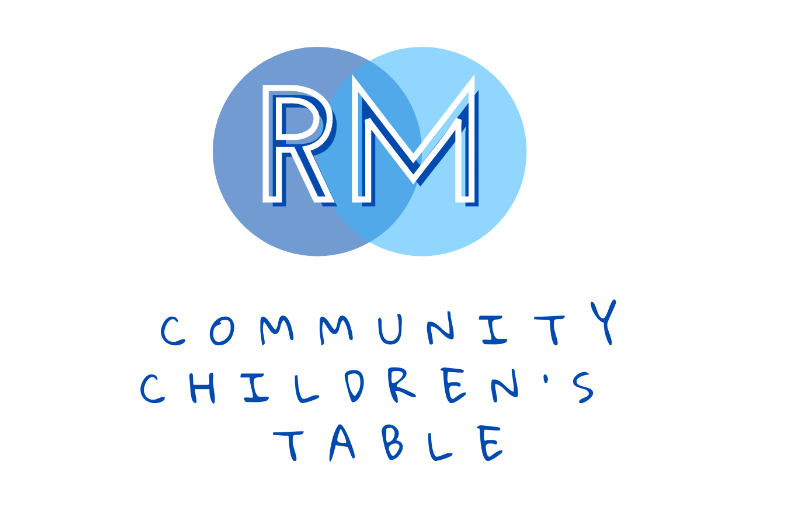 RM
COMMUNITY
CHILDREN'S
TABLE